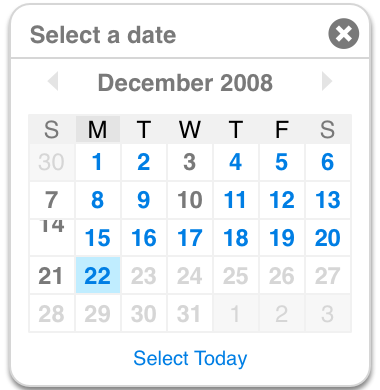 Select a date
December 2008
S M T W T F S
30 1 2 3 4 5 6
7 8 9 10 11 12 13
14 15 16 17 18 19 20
21 22 23 24 25 26 27
28 29 30 31 1 2 3
Select Today